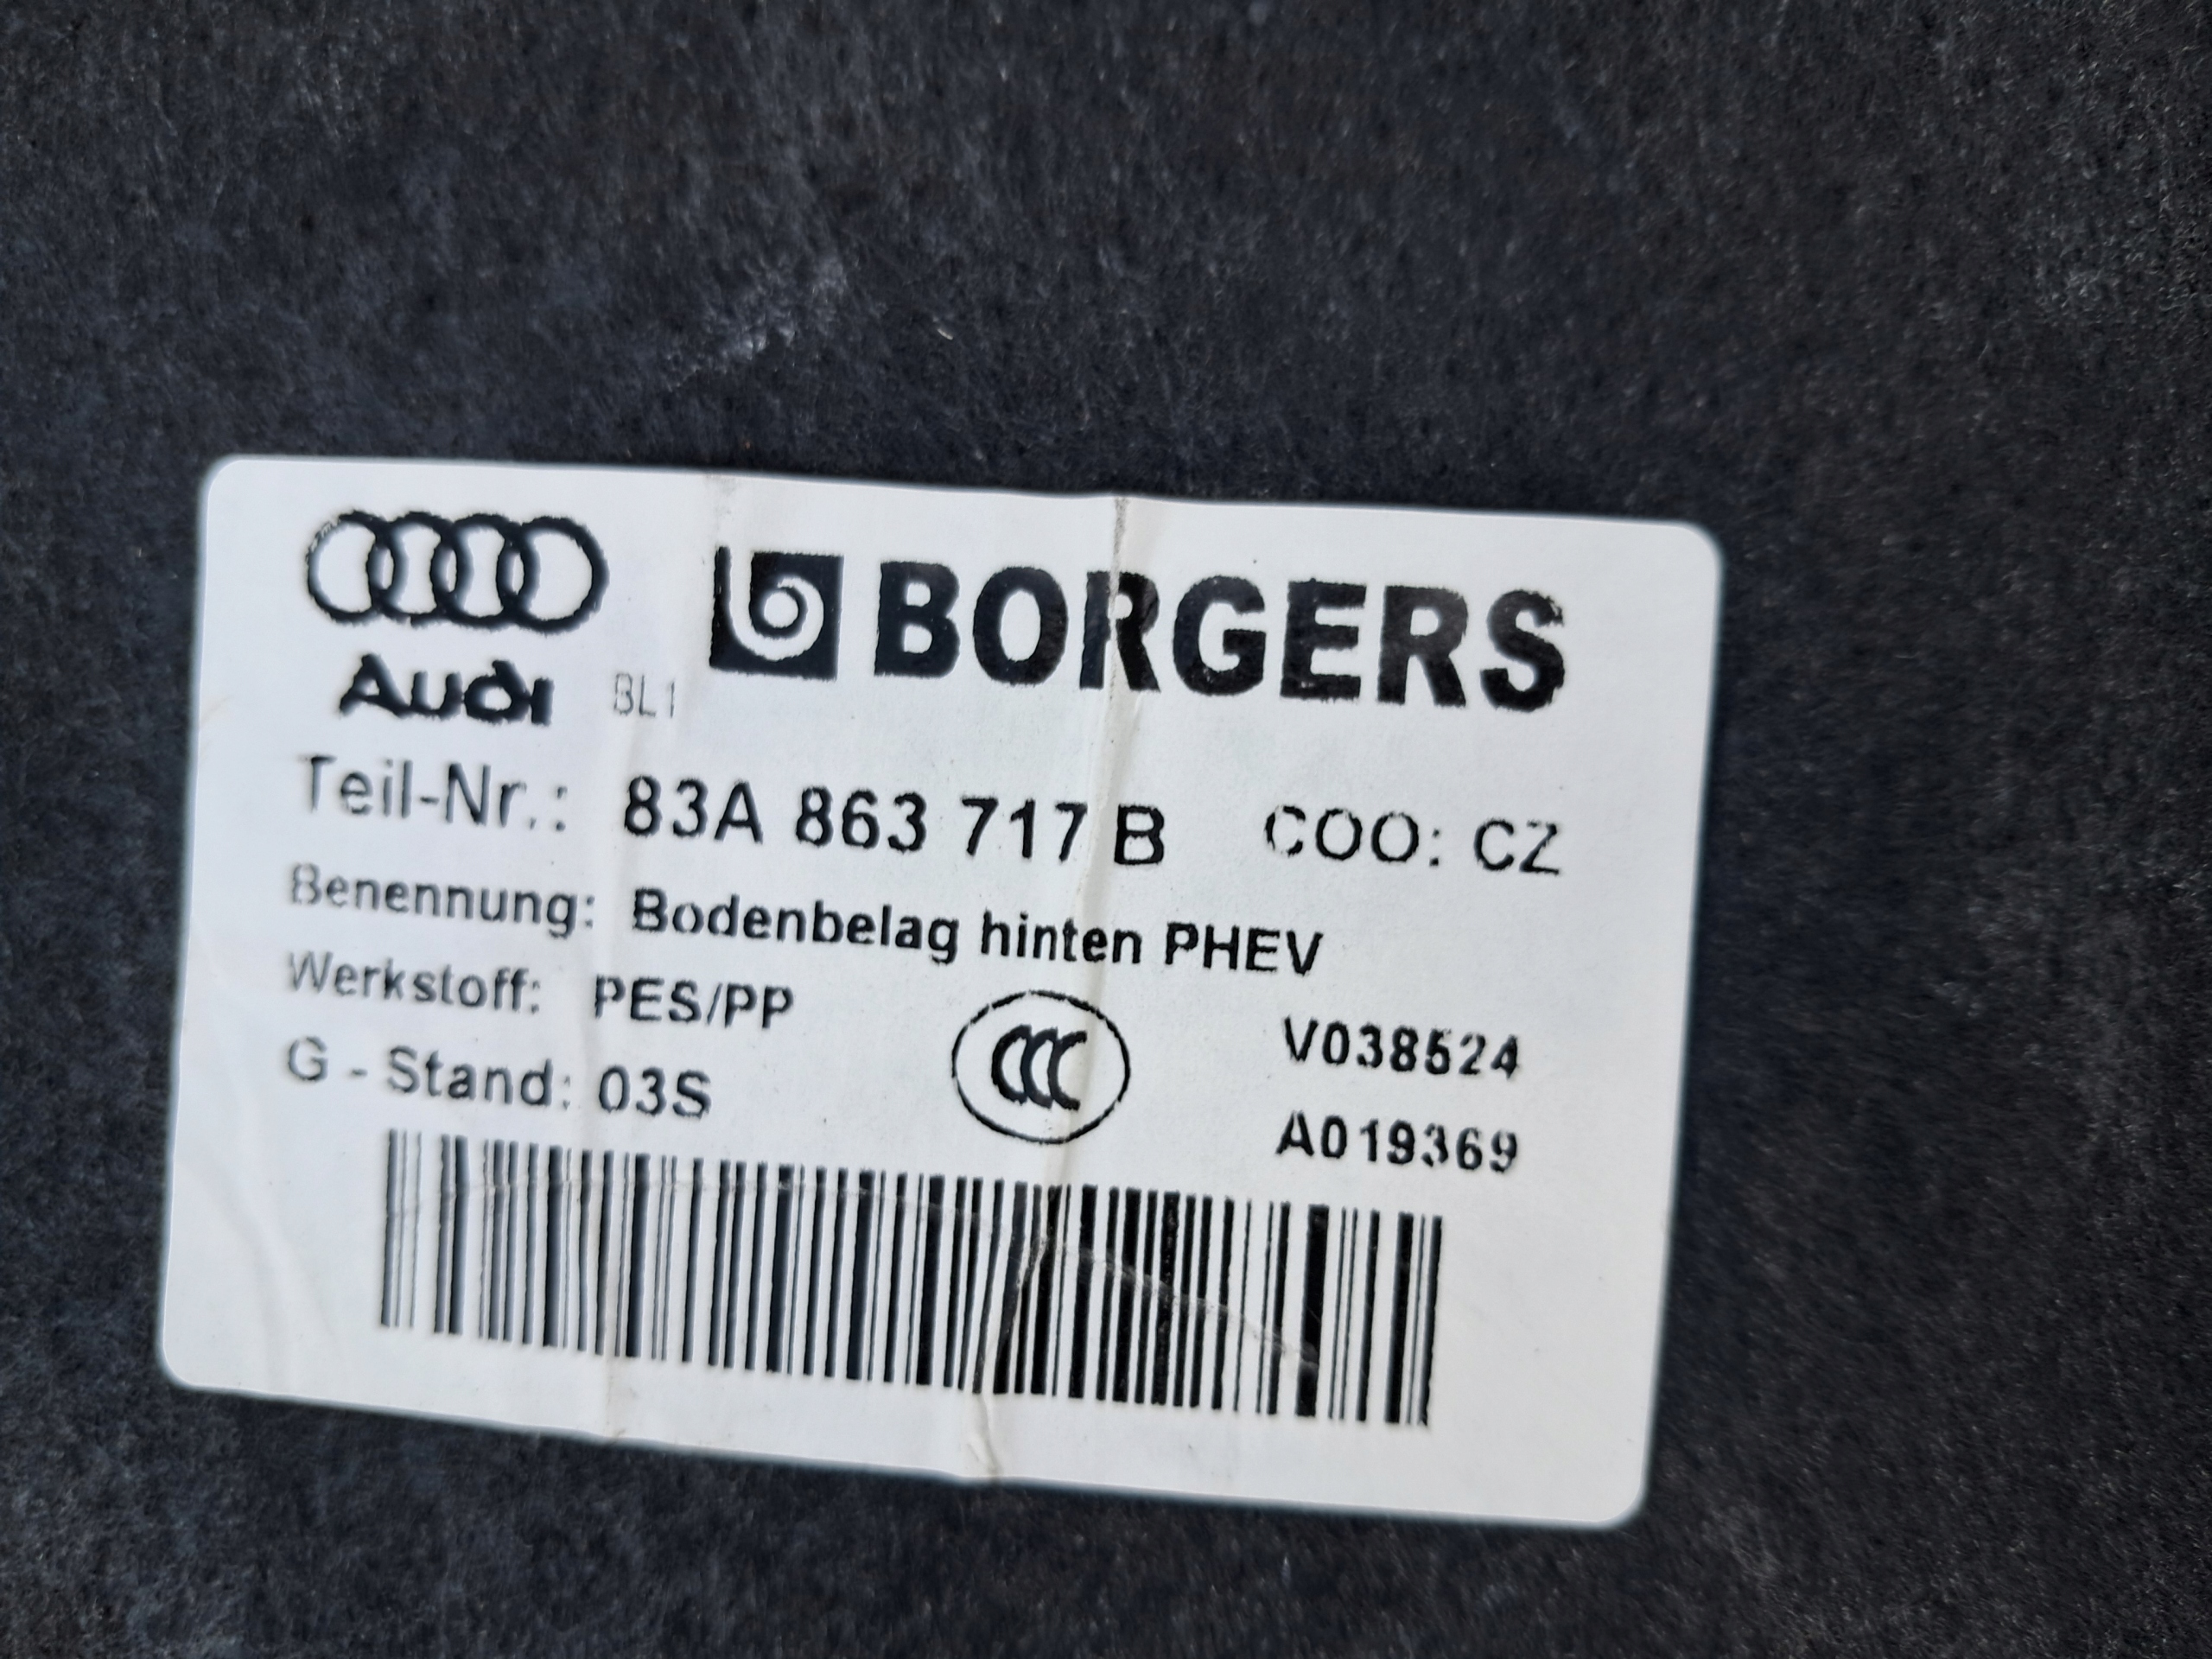 Audi BL1 BORGERS
Teil-Nr.: 83A 863 717 B COO: CZ
Benennung: Bodenbelag hinten PHEV
Werkstoff: PES/PP
CCC
V038524
G - Stand: 03S
A019369